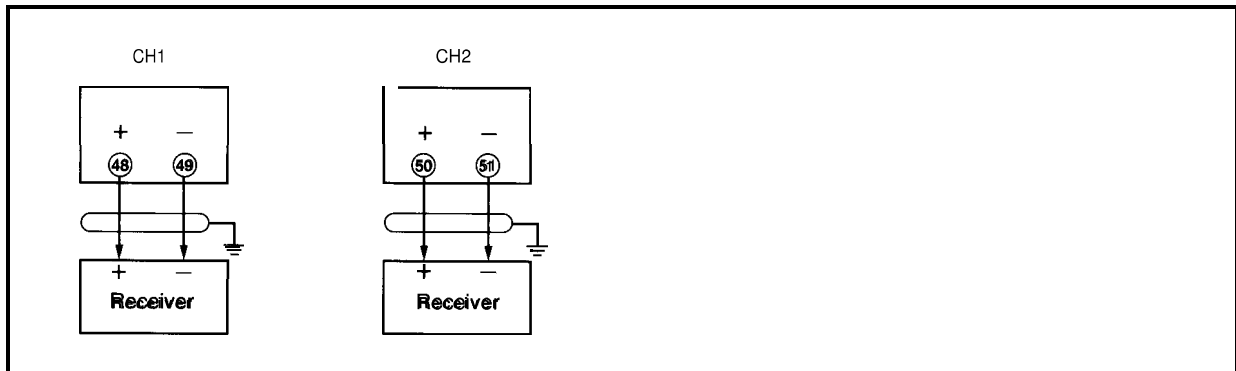 CH1 CH2
+ − + −
48 49 50 51
+ − + −
Receiver Receiver